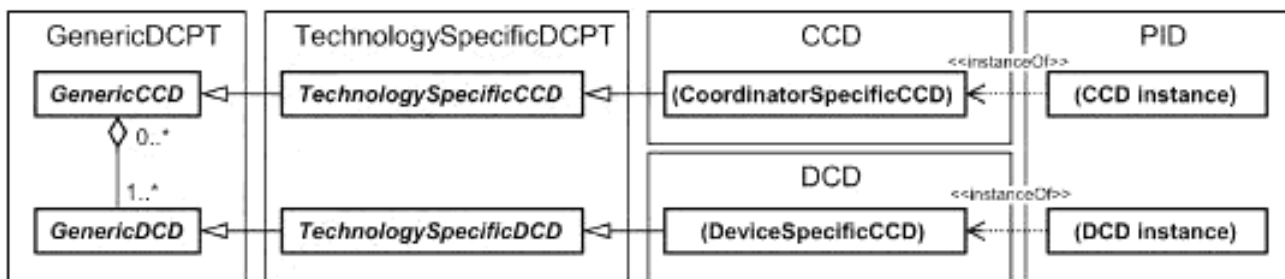 GenericDCPT
TechnologySpecificDCPT
CCD
PID
<<instanceOf>>
GenericCCD
TechnologySpecificCCD
(CoordinatorSpecificCCD)
(CCD instance)
0..*
1..*
DCD
<<instanceOf>>
GenericDCD
TechnologySpecificDCD
(DeviceSpecificCCD)
(DCD instance)